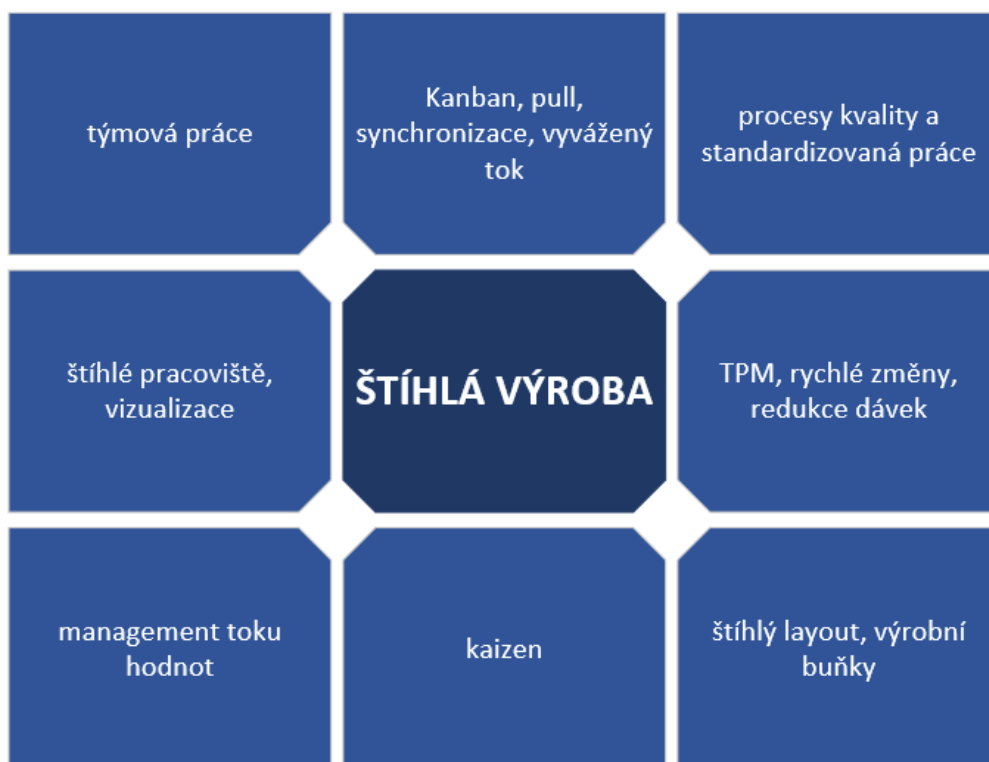 týmová práce
Kanban, pull,
synchronizace, vyvážený
tok
procesy kvality a
standardizovaná práce
štíhlé pracoviště,
vizualizace
ŠTÍHLÁ VÝROBA
TPM, rychlé změny,
redukce dávek
management toku
hodnot
kaizen
štíhlý layout, výrobní
buňky